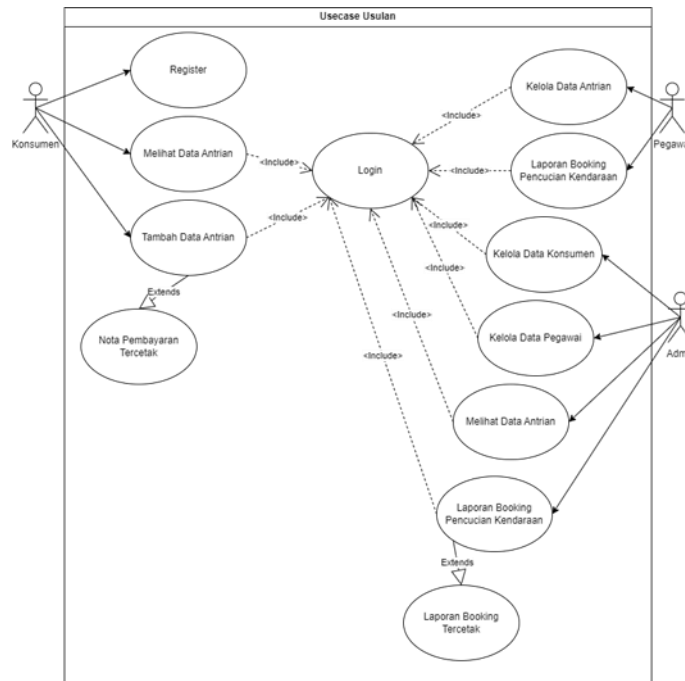 Usecase Usulan
Register
Kelola Data Antrian
Konsumen
<Include>
Pegawa
Melihat Data Antrian
<Include>
Login
<Include>
Laporan Booking
Pencucian Kendaraan
Tambah Data Antrian
<Include>
<Include>
Kelola Data Konsumen
Extends
<Include>
Nota Pembayaran
Tercetak
<Include>
Kelola Data Pegawai
Adm
<Include>
Melihat Data Antrian
Laporan Booking
Pencucian Kendaraan
Extends
Laporan Booking
Tercetak